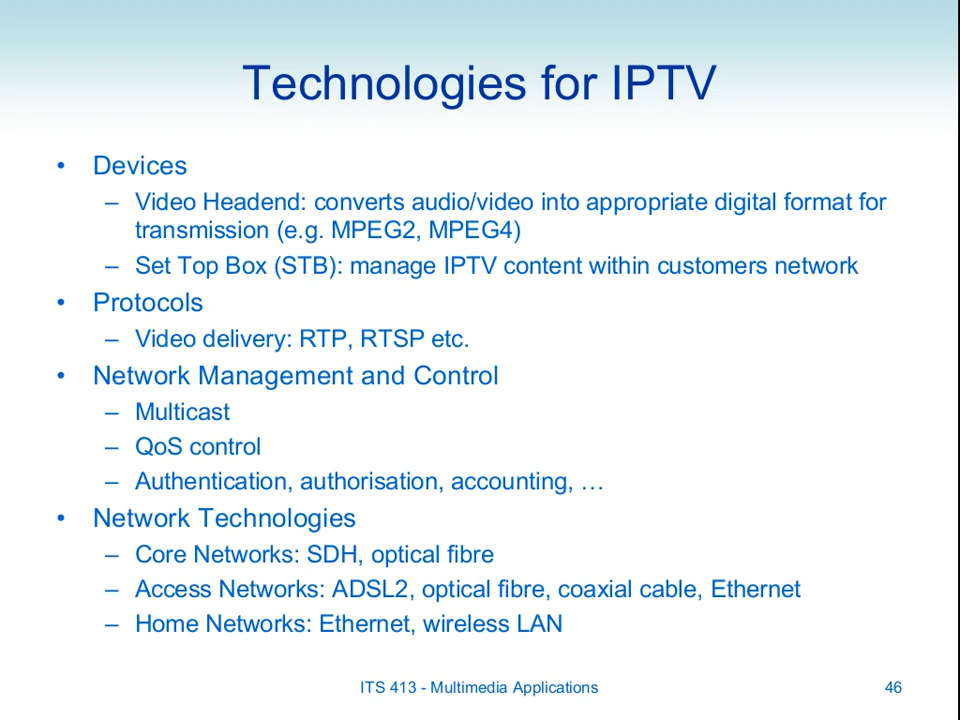 Technologies for IPTV
• Devices
– Video Headend: converts audio/video into appropriate digital format for
transmission (e.g. MPEG2, MPEG4)
– Set Top Box (STB): manage IPTV content within customers network
• Protocols
– Video delivery: RTP, RTSP etc.
• Network Management and Control
– Multicast
– QoS control
– Authentication, authorisation, accounting, …
• Network Technologies
– Core Networks: SDH, optical fibre
– Access Networks: ADSL2, optical fibre, coaxial cable, Ethernet
– Home Networks: Ethernet, wireless LAN
ITS 413 - Multimedia Applications
46